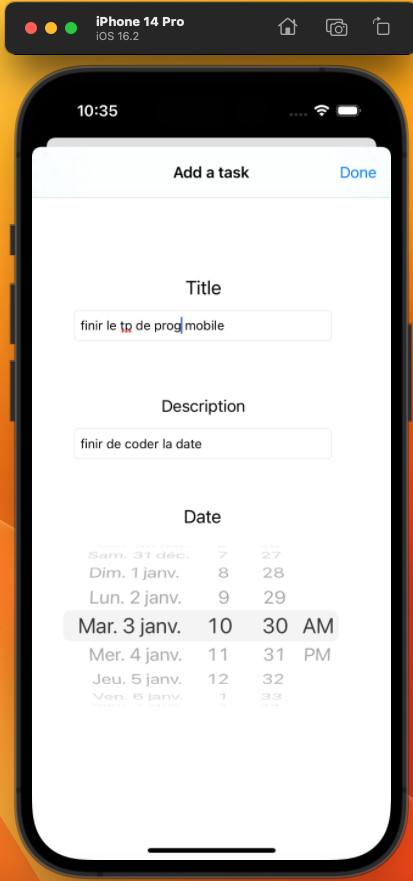 iPhone 14 Pro
iOS 16.2
10:35
Add a task Done
Title
finir le tp de prog mobile
Description
finir de coder la date
Date
Sam. 31 déc. 7 27
Dim. 1 janv. 8 28
Lun. 2 janv. 9 29
Mar. 3 janv. 10 30 AM
Mer. 4 janv. 11 31 PM
Jeu. 5 janv. 12 32
Ven. 6 janv. 1 33